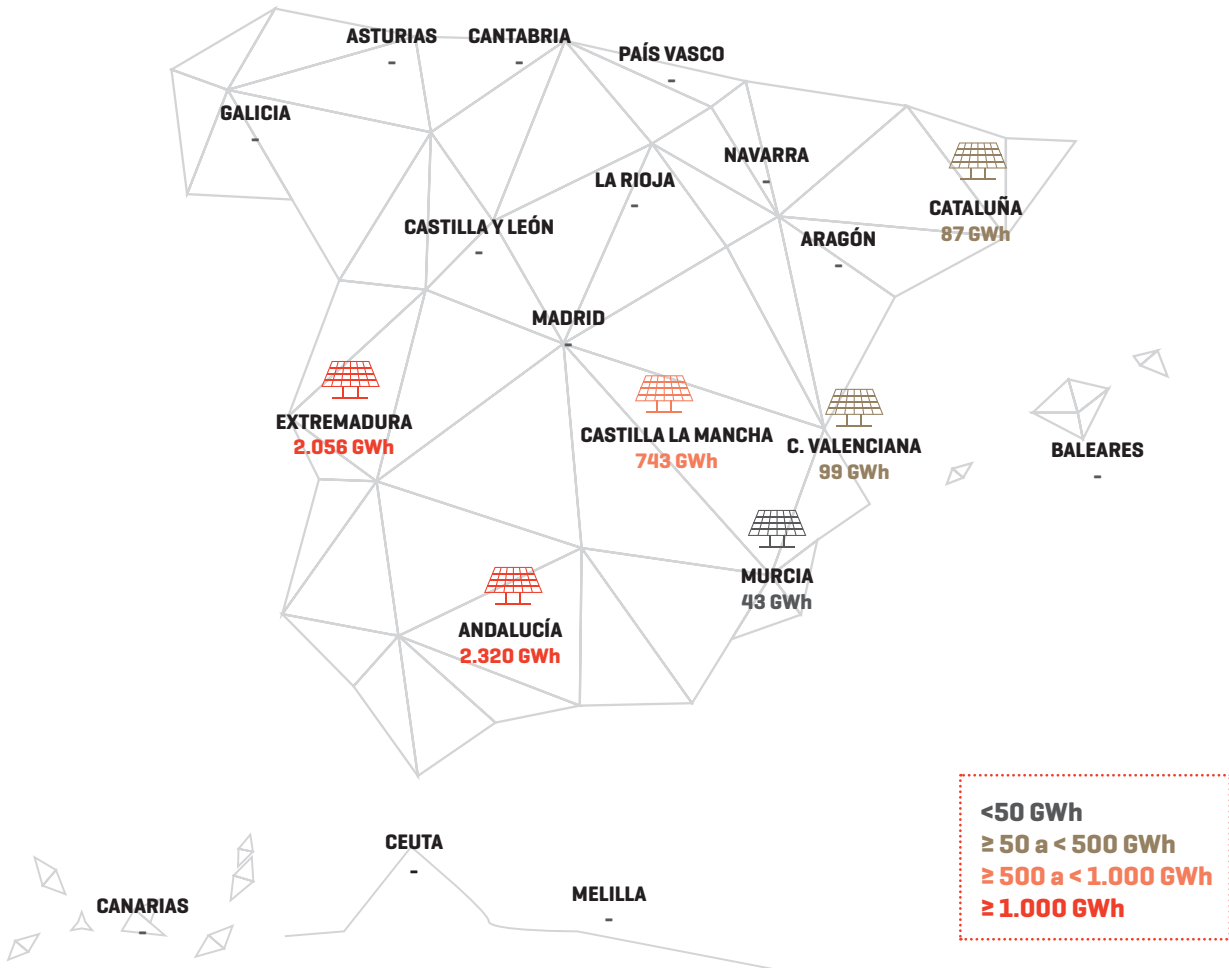 ASTURIAS
-
CANTABRIA
-
PAÍS VASCO
-
GALICIA
-
NAVARRA
-
LA RIOJA
-
CATALUÑA
87 GWh
CASTILLA Y LEÓN
-
ARAGÓN
-
MADRID
-
EXTREMADURA
2.056 GWh
CASTILLA LA MANCHA
743 GWh
C. VALENCIANA
99 GWh
BALEARES
-
MURCIA
43 GWh
ANDALUCÍA
2.320 GWh
CEUTA
-
CANARIAS
-
MELILLA
-
<50 GWh
≥ 50 a < 500 GWh
≥ 500 a < 1.000 GWh
≥ 1.000 GWh